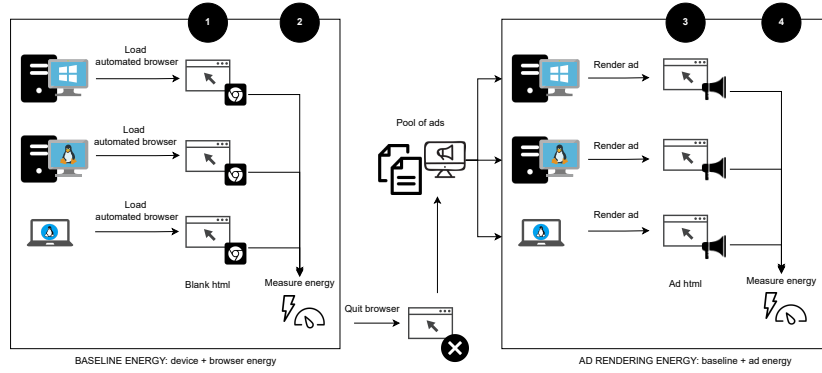 1
2
3
4
Load
automated browser
Load
automated browser
Load
automated browser
Blank html
Measure energy
BASELINE ENERGY: device + browser energy
Quit browser
Pool of ads
Render ad
Render ad
Render ad
Ad html
Measure energy
AD RENDERING ENERGY: baseline + ad energy